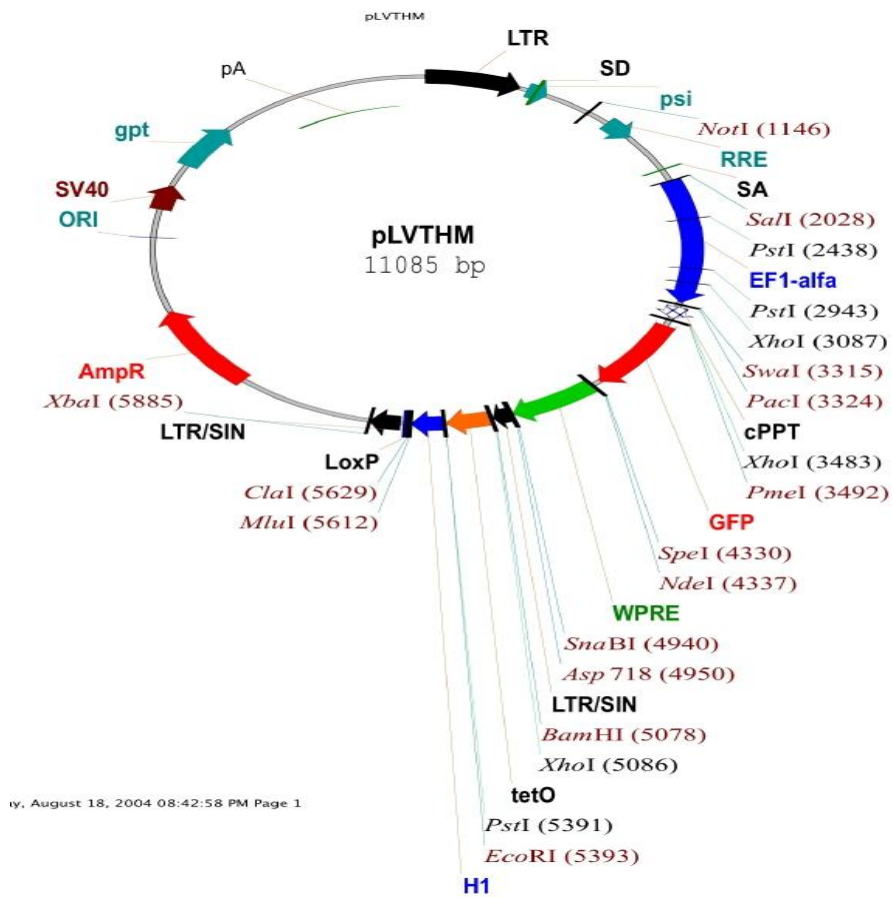 pLVTHM
LTR
SD
pA
psi
gpt
NotI (1146)
RRE
SV40
SA
ORI
SalI (2028)
pLVTHM
11085 bp
PstI (2438)
EF1-alfa
PstI (2943)
XhoI (3087)
AmpR
SwaI (3315)
XbaI (5885)
PacI (3324)
LTR/SIN
cPPT
LoxP
XhoI (3483)
ClaI (5629)
PmeI (3492)
MluI (5612)
GFP
SpeI (4330)
NdeI (4337)
WPRE
SnaBI (4940)
Asp718 (4950)
LTR/SIN
BamHI (5078)
XhoI (5086)
tetO
ıy, August 18, 2004 08:42:58 PM Page 1
PstI (5391)
EcoRI (5393)
H1